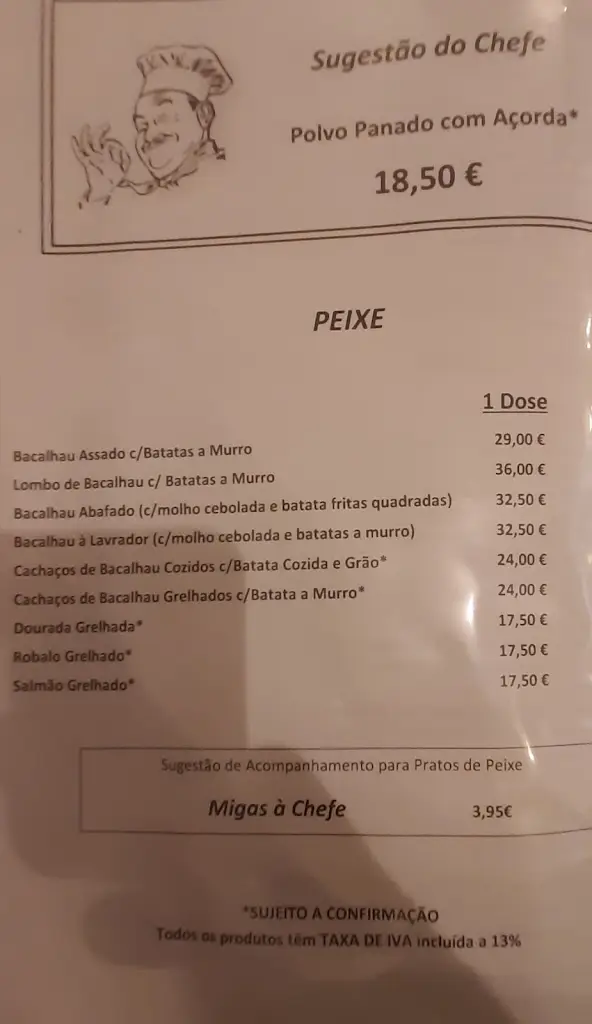 Sugestão do Chefe
Polvo Panado com Açorda*
18,50 €
PEIXE
1 Dose
Bacalhau Assado c/Batatas a Murro 29,00 €
Lombo de Bacalhau c/ Batatas a Murro 36,00 €
Bacalhau Abafado (c/molho cebolada e batata fritas quadradas) 32,50 €
Bacalhau à Lavrador (c/molho cebolada e batatas a murro) 32,50 €
Cachaços de Bacalhau Cozidos c/Batata Cozida e Grão* 24,00 €
Cachaços de Bacalhau Grelhados c/Batata a Murro* 24,00 €
Dourada Grelhada* 17,50 €
Robalo Grelhado* 17,50 €
Salmão Grelhado* 17,50 €
Sugestão de Acompanhamento para Pratos de Peixe
Migas à Chefe 3,95€
*SUJEITO A CONFIRMAÇÃO
Todos os produtos têm TAXA DE IVA incluída a 13%